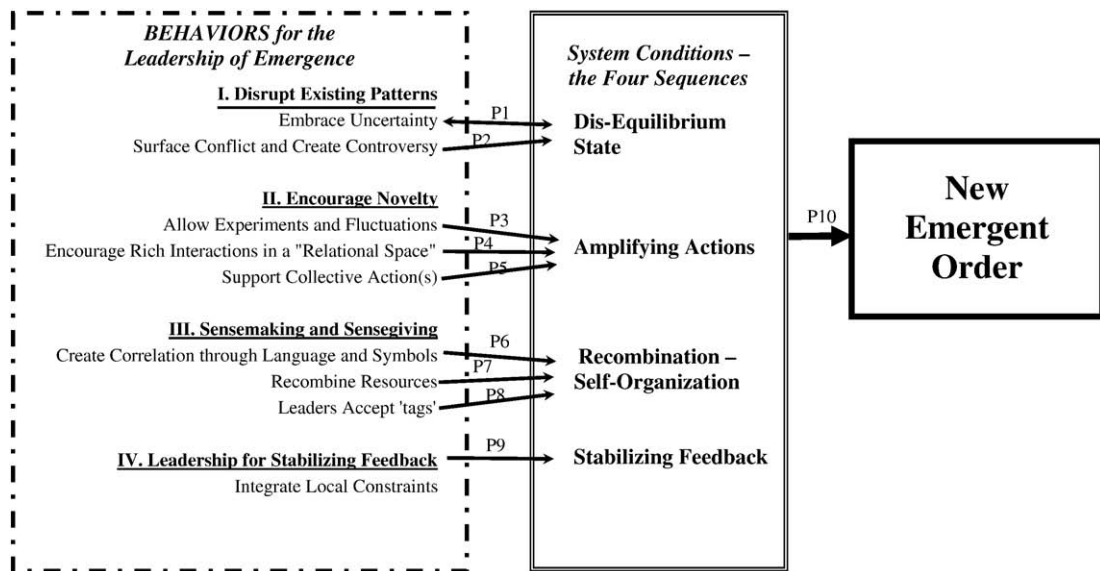 BEHAVIORS for the
Leadership of Emergence
I. Disrupt Existing Patterns
Embrace Uncertainty
Surface Conflict and Create Controversy
II. Encourage Novelty
Allow Experiments and Fluctuations
Encourage Rich Interactions in a "Relational Space"
Support Collective Action(s)
III. Sensemaking and Sensegiving
Create Correlation through Language and Symbols
Recombine Resources
Leaders Accept 'tags'
IV. Leadership for Stabilizing Feedback
Integrate Local Constraints
P1
P2
P3
P4
P5
P6
P7
P8
P9
System Conditions –
the Four Sequences
Dis-Equilibrium
State
Amplifying Actions
Recombination –
Self-Organization
Stabilizing Feedback
P10
New
Emergent
Order